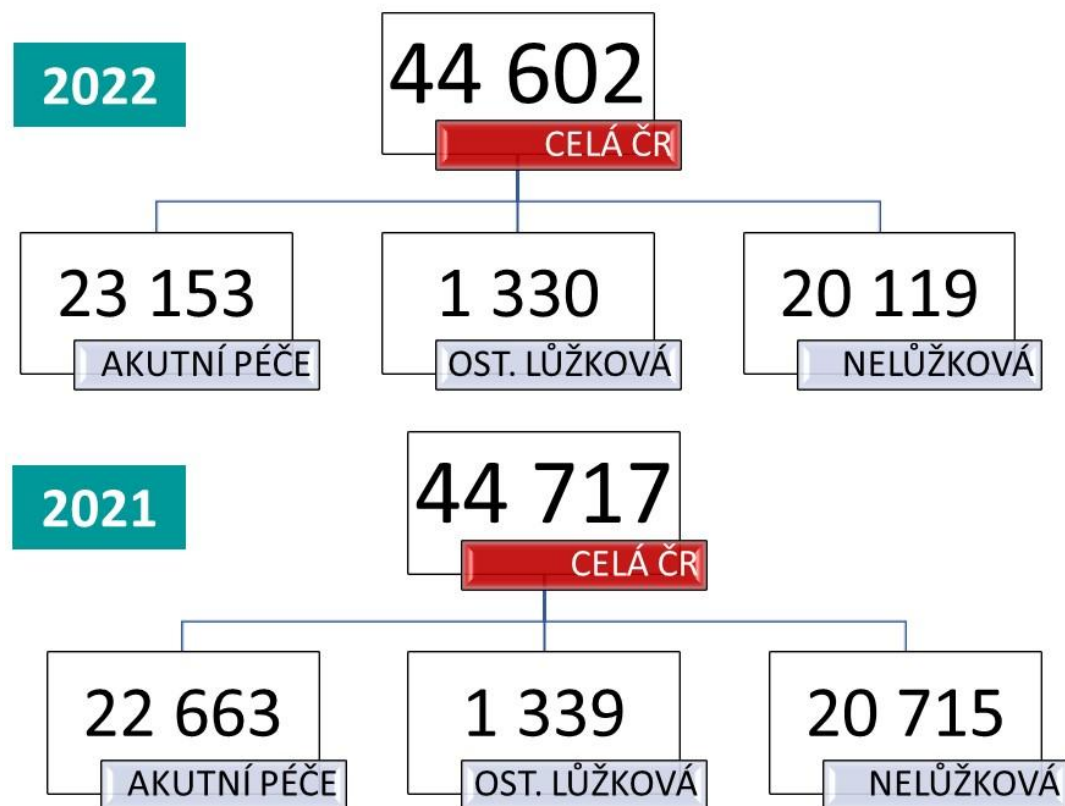 2022
44 602
CELÁ ČR
23 153
AKUTNÍ PÉČE
1 330
OST. LŮŽKOVÁ
20 119
NELŮŽKOVÁ
2021
44 717
CELÁ ČR
22 663
AKUTNÍ PÉČE
1 339
OST. LŮŽKOVÁ
20 715
NELŮŽKOVÁ